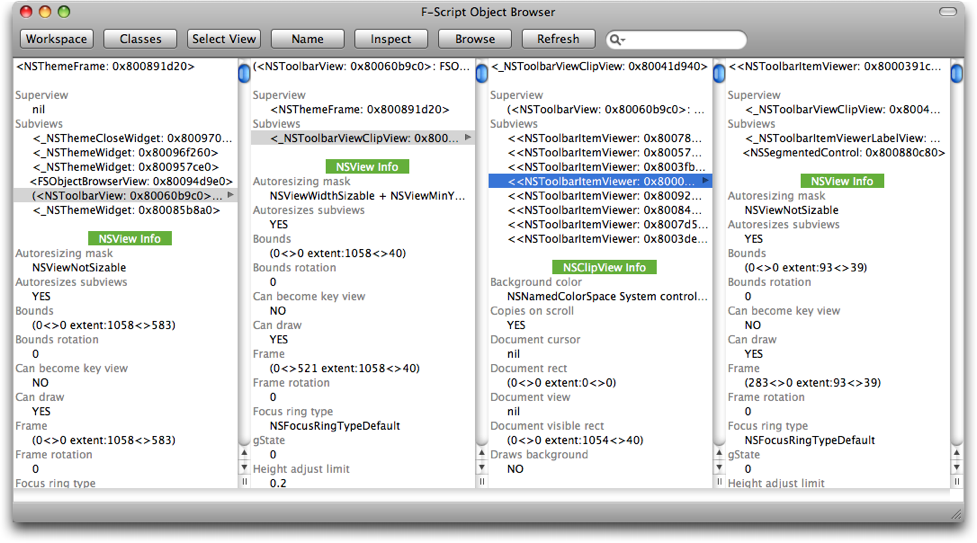 F-Script Object Browser
Workspace
Classes
Select View
Name
Inspect
Browse
Refresh
<NSThemeFrame: 0x800891d20>
Superview
nil
Subviews
<_NSThemeCloseWidget: 0x800970...
<_NSThemeWidget: 0x80096f260>
<_NSThemeWidget: 0x800957ce0>
<FSObjectBrowserView: 0x80094d9e0>
(<NSToolbarView: 0x80060b9c0>...
<_NSThemeWidget: 0x80085b8a0>
NSView Info
Autoresizing mask
NSViewNotSizable
Autoresizes subviews
YES
Bounds
(0<>0 extent:1058<>583)
Bounds rotation
0
Can become key view
NO
Can draw
YES
Frame
(0<>0 extent:1058<>583)
Frame rotation
0
Focus ring type
(<NSToolbarView: 0x80060b9c0>: FSO...
Superview
<NSThemeFrame: 0x800891d20>
Subviews
<_NSToolbarViewClipView: 0x800...
NSView Info
Autoresizing mask
NSViewWidthSizable + NSViewMinY...
Autoresizes subviews
YES
Bounds
(0<>0 extent:1058<>40)
Bounds rotation
0
Can become key view
NO
Can draw
YES
Frame
(0<>521 extent:1058<>40)
Frame rotation
0
Focus ring type
NSFocusRingTypeDefault
gState
0
Height adjust limit
0.2
<_NSToolbarViewClipView: 0x80041d940>
Superview
(<NSToolbarView: 0x80060b9c0>: ...
Subviews
<<NSToolbarItemViewer: 0x80078...
<<NSToolbarItemViewer: 0x80057...
<<NSToolbarItemViewer: 0x8003fb...
<<NSToolbarItemViewer: 0x8000...
<<NSToolbarItemViewer: 0x80092...
<<NSToolbarItemViewer: 0x80084...
<<NSToolbarItemViewer: 0x8007d5...
<<NSToolbarItemViewer: 0x8003de...
NSClipView Info
Background color
NSNamedColorSpace System control...
Copies on scroll
YES
Document cursor
nil
Document rect
(0<>0 extent:0<>0)
Document view
nil
Document visible rect
(0<>0 extent:1054<>40)
Draws background
NO
<<NSToolbarItemViewer: 0x8000391c...
Superview
<_NSToolbarViewClipView: 0x8004...
Subviews
<_NSToolbarItemViewerLabelView: ...
<NSSegmentedControl: 0x800880c80>
NSView Info
Autoresizing mask
NSViewNotSizable
Autoresizes subviews
YES
Bounds
(0<>0 extent:93<>39)
Bounds rotation
0
Can become key view
NO
Can draw
YES
Frame
(283<>0 extent:93<>39)
Frame rotation
0
Focus ring type
NSFocusRingTypeDefault
gState
0
Height adjust limit